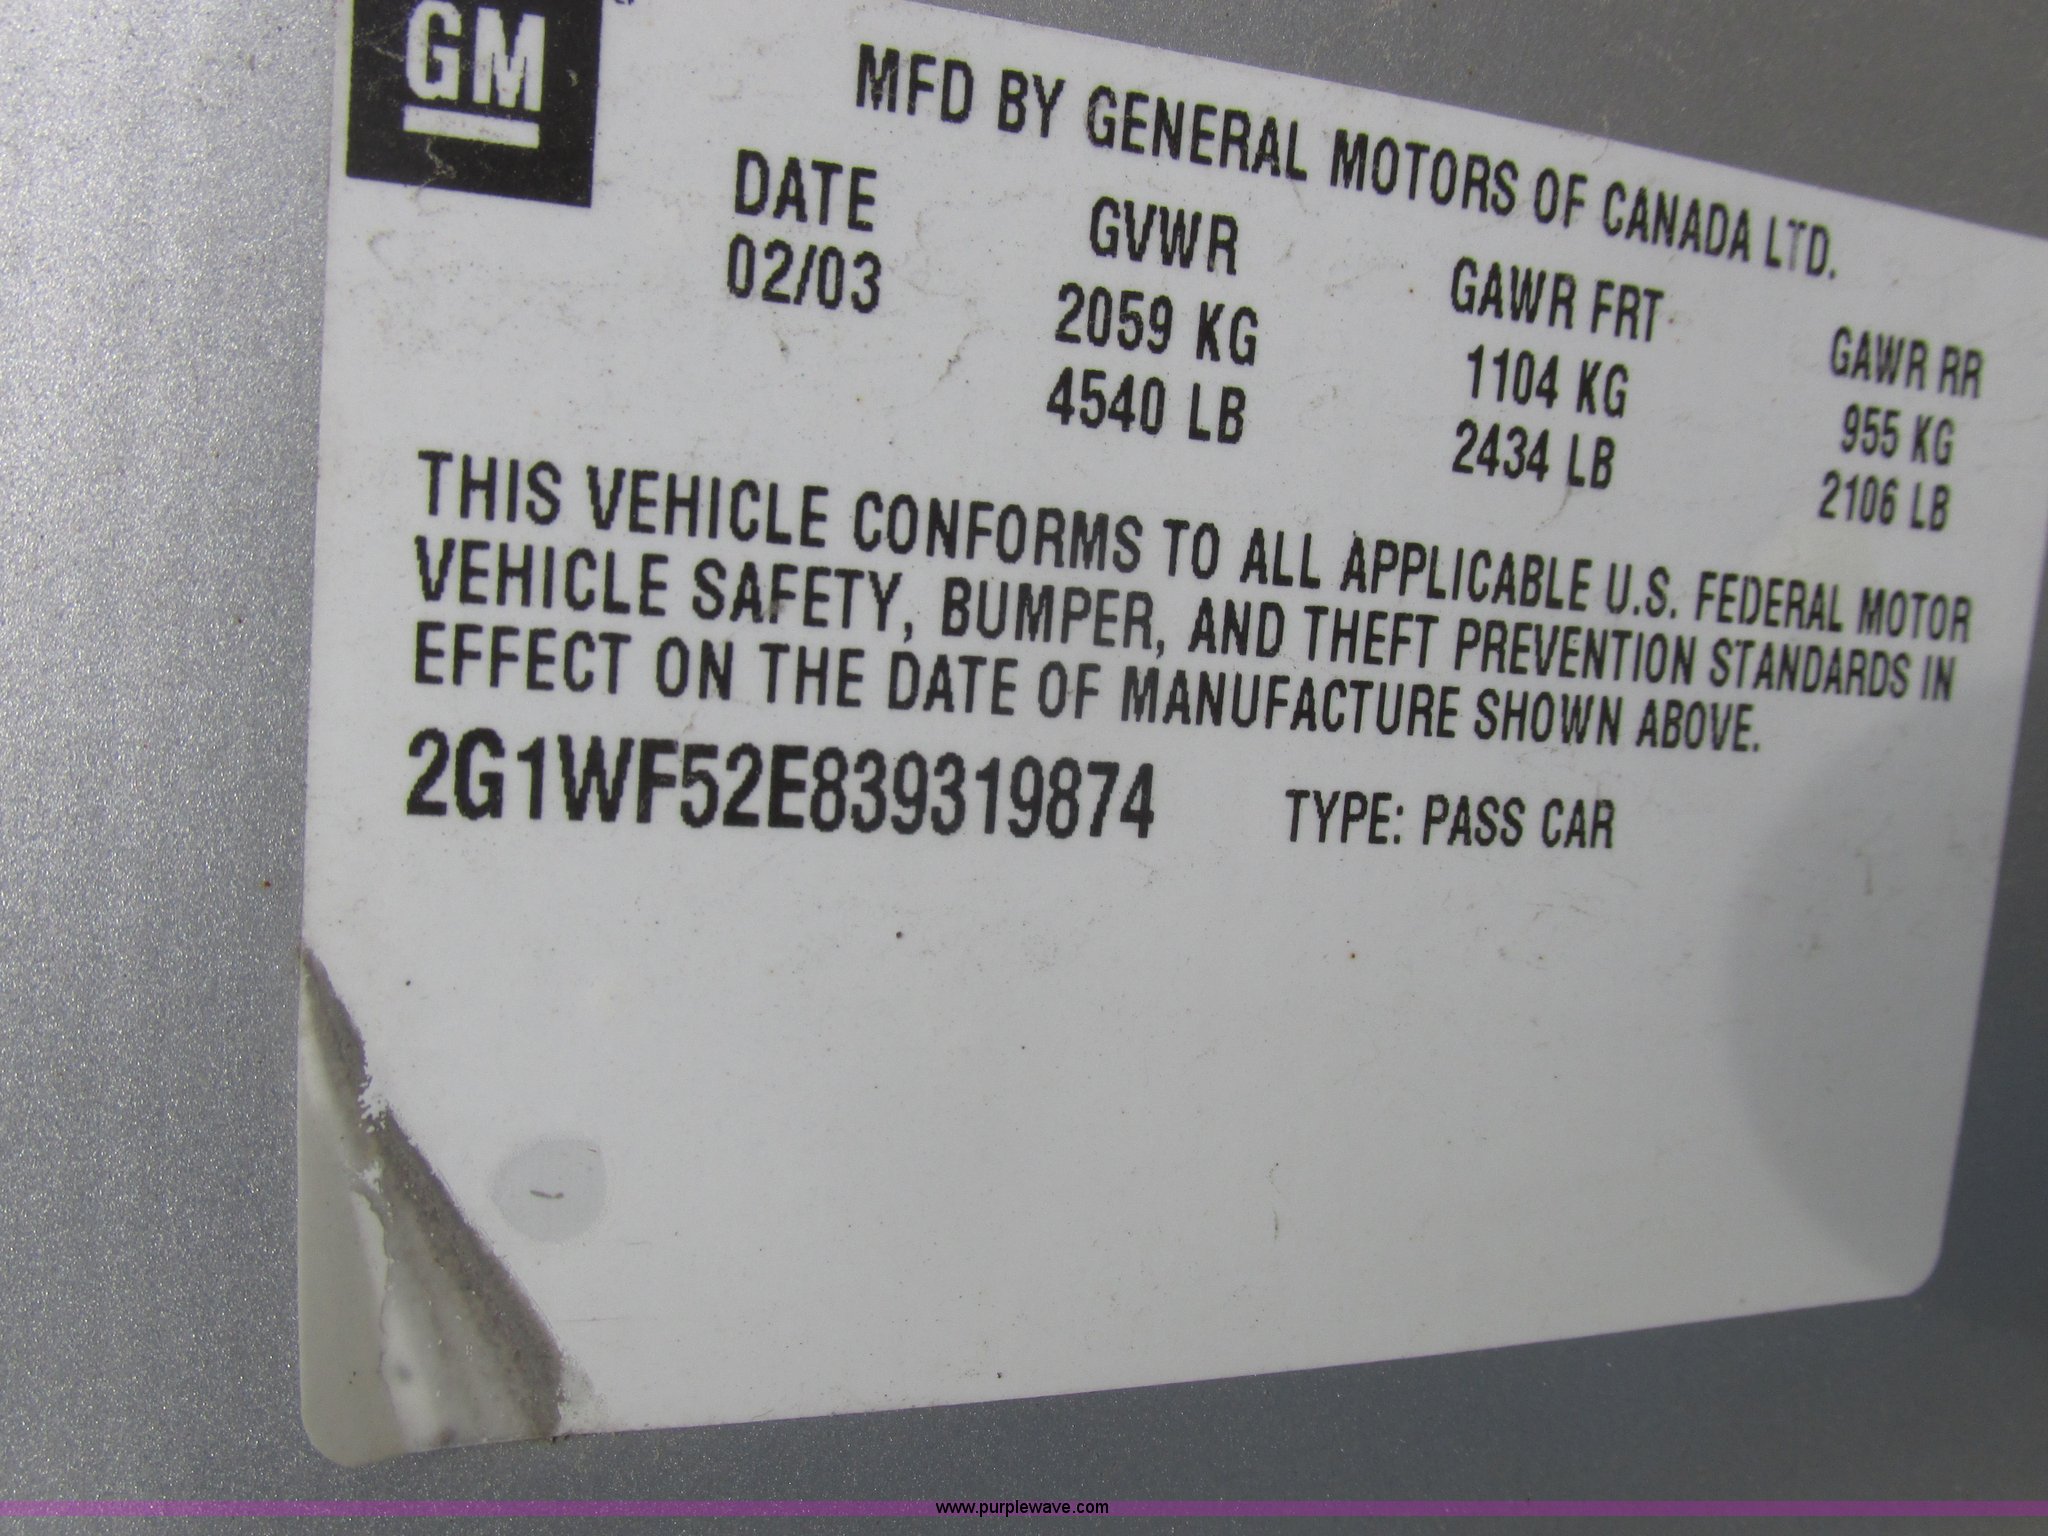 GM
MFD BY GENERAL MOTORS OF CANADA LTD.
DATE GVWR GAWR FRT GAWR RR
02/03 2059 KG 1104 KG 955 KG
4540 LB 2434 LB 2106 LB
THIS VEHICLE CONFORMS TO ALL APPLICABLE U.S. FEDERAL MOTOR
VEHICLE SAFETY, BUMPER, AND THEFT PREVENTION STANDARDS IN
EFFECT ON THE DATE OF MANUFACTURE SHOWN ABOVE.
2G1WF52E839319874 TYPE: PASS CAR
www.purplewave.com